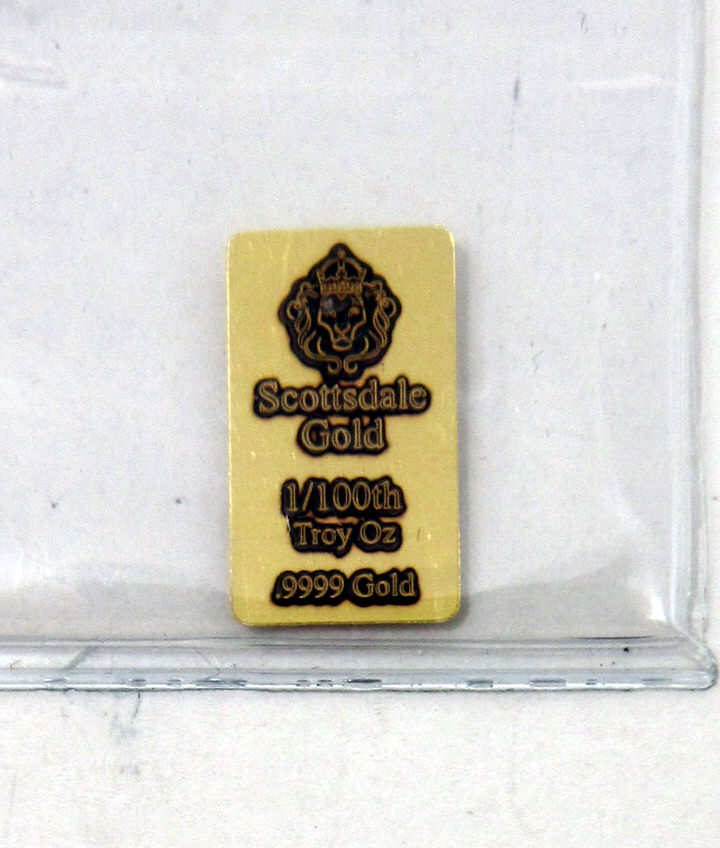 Scottsdale
Gold
1/100th
Troy Oz
.9999 Gold